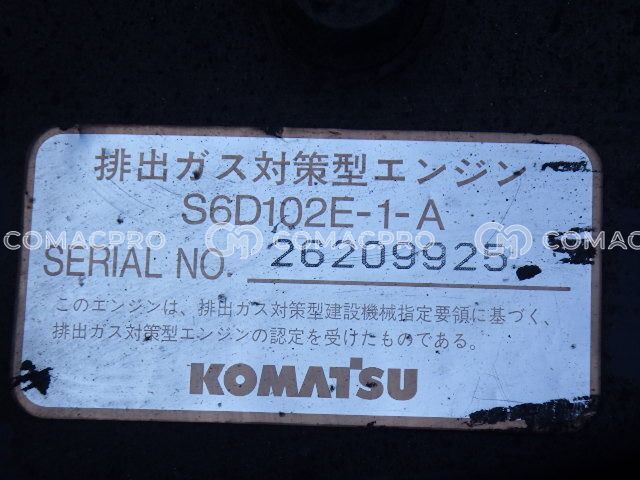 排出ガス対策型エンジン
S6D102E-1-A
COMACPRO COMACPRO COMACPRO
SERIAL NO. 26209925
このエンジンは、排出ガス対策型建設機械指定要領に基づく、
排出ガス対策型エンジンの認定を受けたものである。
KOMATSU